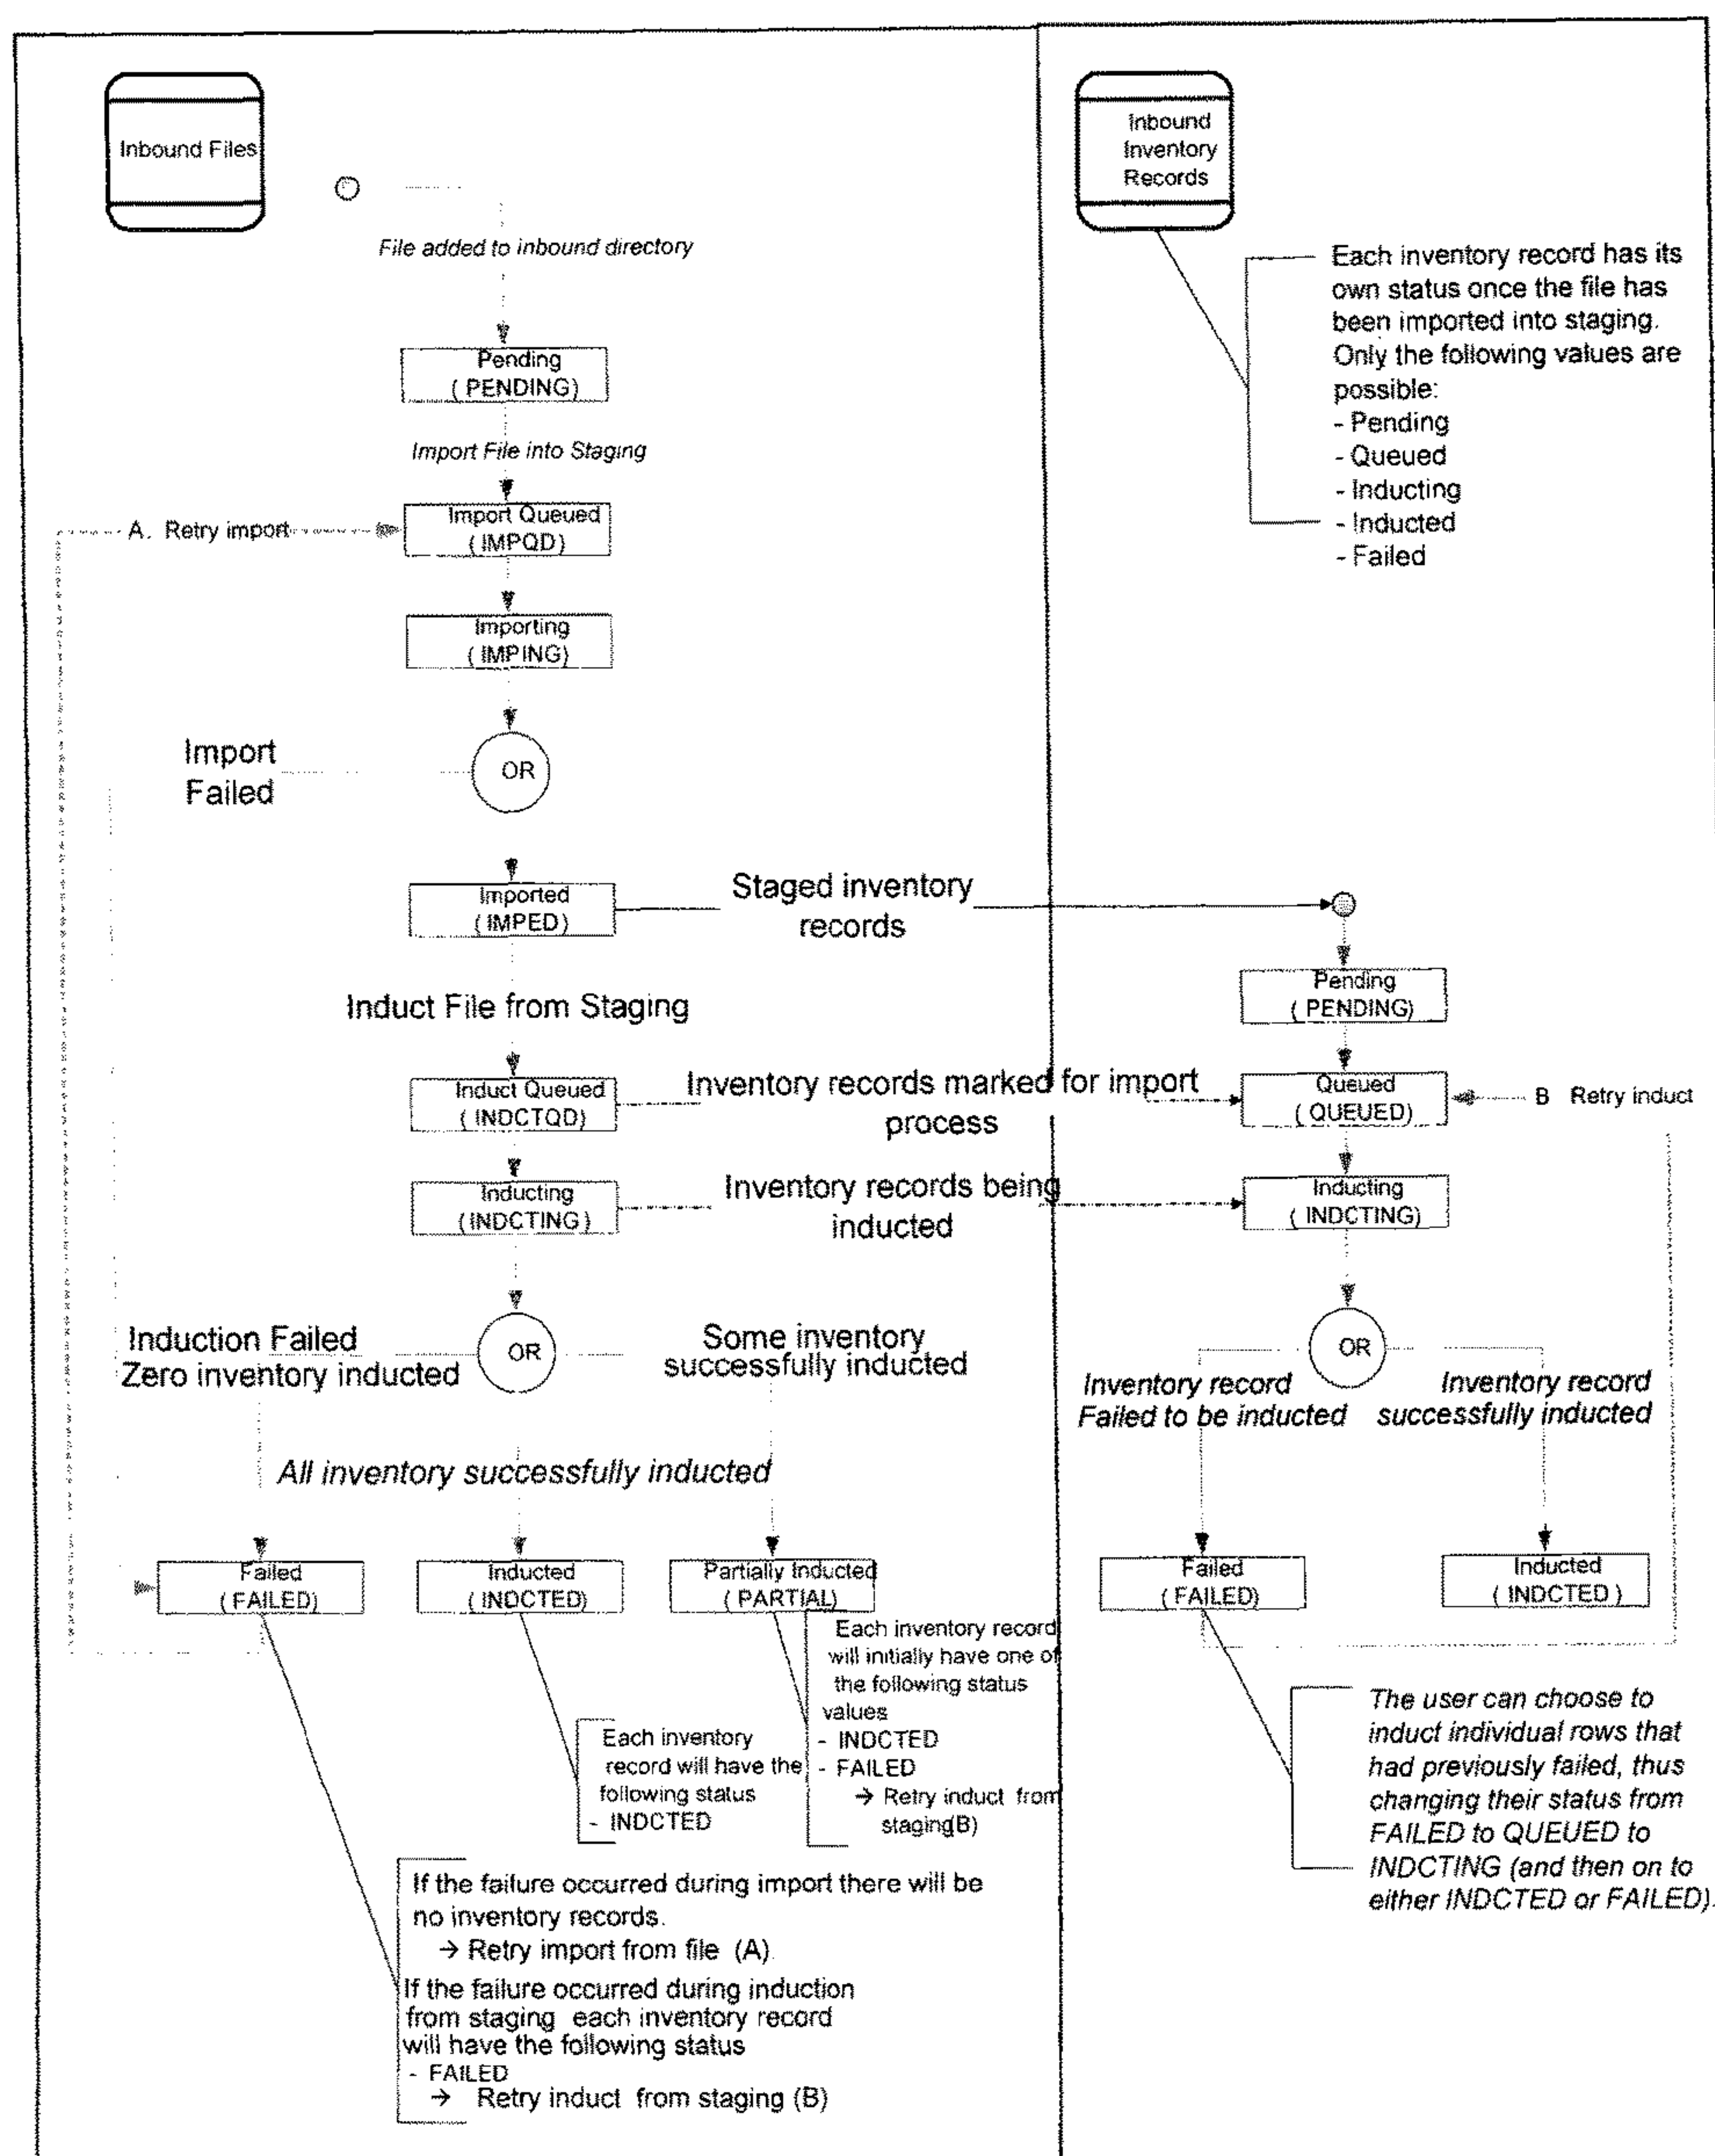 Inbound Files
File added to inbound directory
Pending
( PENDING)
Import File into Staging
A. Retry import
Import Queued
( IMPQD)
Importing
( IMPING)
Import
Failed
OR
Imported
( IMPED)
Staged inventory
records
Induct File from Staging
Induct Queued
( INDCTQD)
Inventory records marked for import
process
Inducting
(INDCTING)
Inventory records being
inducted
Induction Failed
Zero inventory inducted
OR
Some inventory
successfully inducted
All inventory successfully inducted
Failed
( FAILED)
Inducted
( INDCTED)
Partially Inducted
( PARTIAL)
Each inventory record
will initially have one of
the following status
values
- INDCTED
- FAILED
→ Retry induct from
staging(B)
Each inventory
record will have the
following status
- INDCTED
If the failure occurred during import there will be
no inventory records.
→ Retry import from file (A).
If the failure occurred during induction
from staging each inventory record
will have the following status
- FAILED
→ Retry induct from staging (B)
Inbound
Inventory
Records
Each inventory record has its
own status once the file has
been imported into staging.
Only the following values are
possible:
- Pending
- Queued
- Inducting
- Inducted
- Failed
Pending
( PENDING)
Queued
( QUEUED)
B Retry induct
Inducting
( INDCTING)
OR
Inventory record
Failed to be inducted
Inventory record
successfully inducted
Failed
( FAILED)
Inducted
( INDCTED )
The user can choose to
induct individual rows that
had previously failed, thus
changing their status from
FAILED to QUEUED to
INDCTING (and then on to
either INDCTED or FAILED).